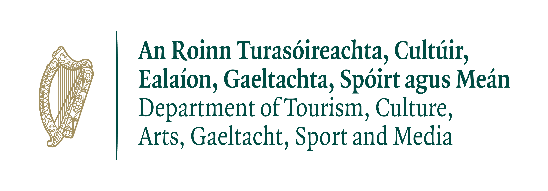 An Roinn Turasóireachta, Cultúir,
Ealaíon, Gaeltachta, Spóirt agus Meán
Department of Tourism, Culture,
Arts, Gaeltacht, Sport and Media